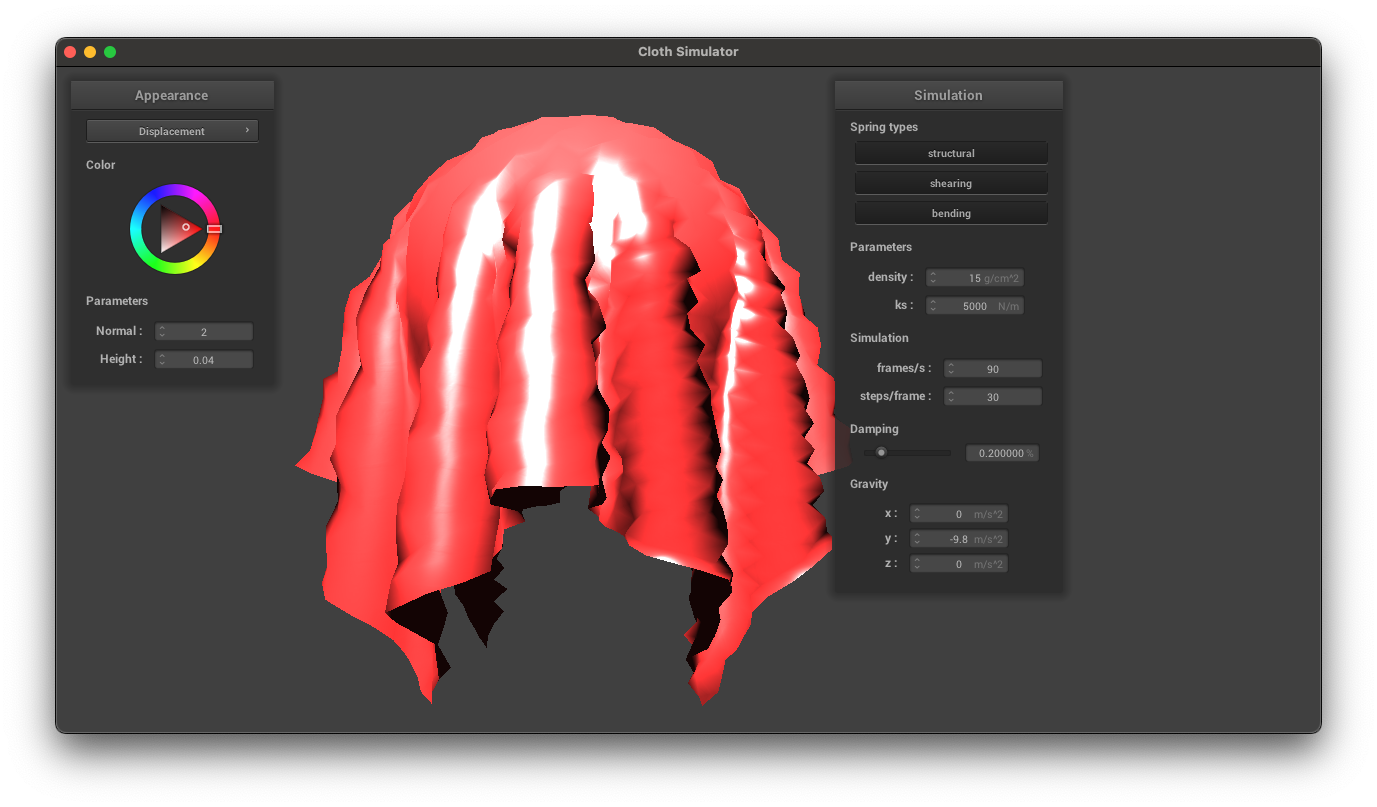 Cloth Simulator
Appearance
Displacement
Color
Parameters
Normal : 2
Height : 0.04
Simulation
Spring types
structural
shearing
bending
Parameters
density : 15 g/cm^2
ks : 5000 N/m
Simulation
frames/s : 90
steps/frame : 30
Damping
0.200000 %
Gravity
x : 0 m/s^2
y : -9.8 m/s^2
z : 0 m/s^2